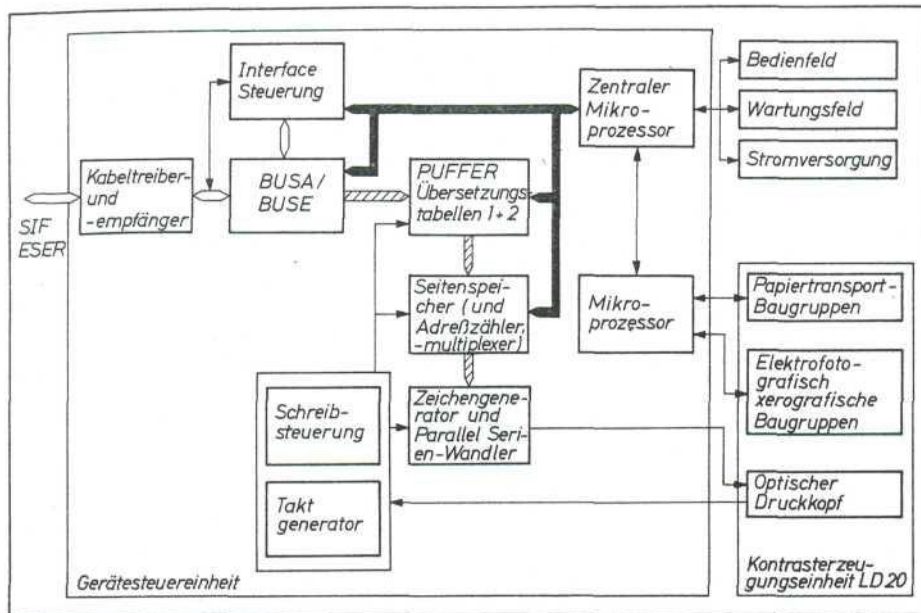 Interface
Steuerung
Zentraler
Mikro-
prozessor
Bedienfeld
Wartungsfeld
Stromversorgung
Kabeltreiber-
und
-empfänger
BUSA/
BUSE
PUFFER
Übersetzungs-
tabellen 1+2
SIF
ESER
Seitenspei-
cher (und
Adreßzähler,
-multiplexer)
Mikro-
prozessor
Papiertransport-
Baugruppen
Elektrofoto-
grafisch
xerografische
Baugruppen
Schreib-
steuerung
Zeichengene-
rator und
Parallel Seri-
en-Wandler
Takt
generator
Optischer
Druckkopf
Gerätesteuereinheit
Kontrasterzeu-
gungseinheit LD20